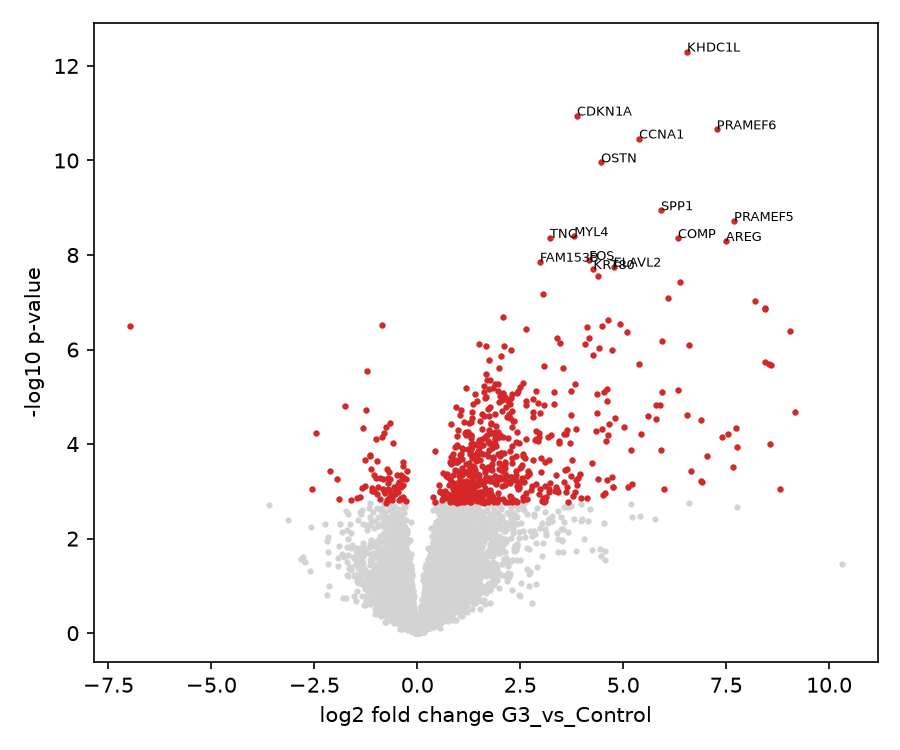 KHDC1L
CDKN1A
PRAMEF6
CCNA1
OSTN
SPP1
PRAMEF5
TNC
MYL4
COMP
AREG
FOS
KRT80
ELAVL2
-log10 p-value
12
10
8
6
4
2
0
−7.5 −5.0 −2.5 0.0 2.5 5.0 7.5 10.0
log2 fold change G3_vs_Control